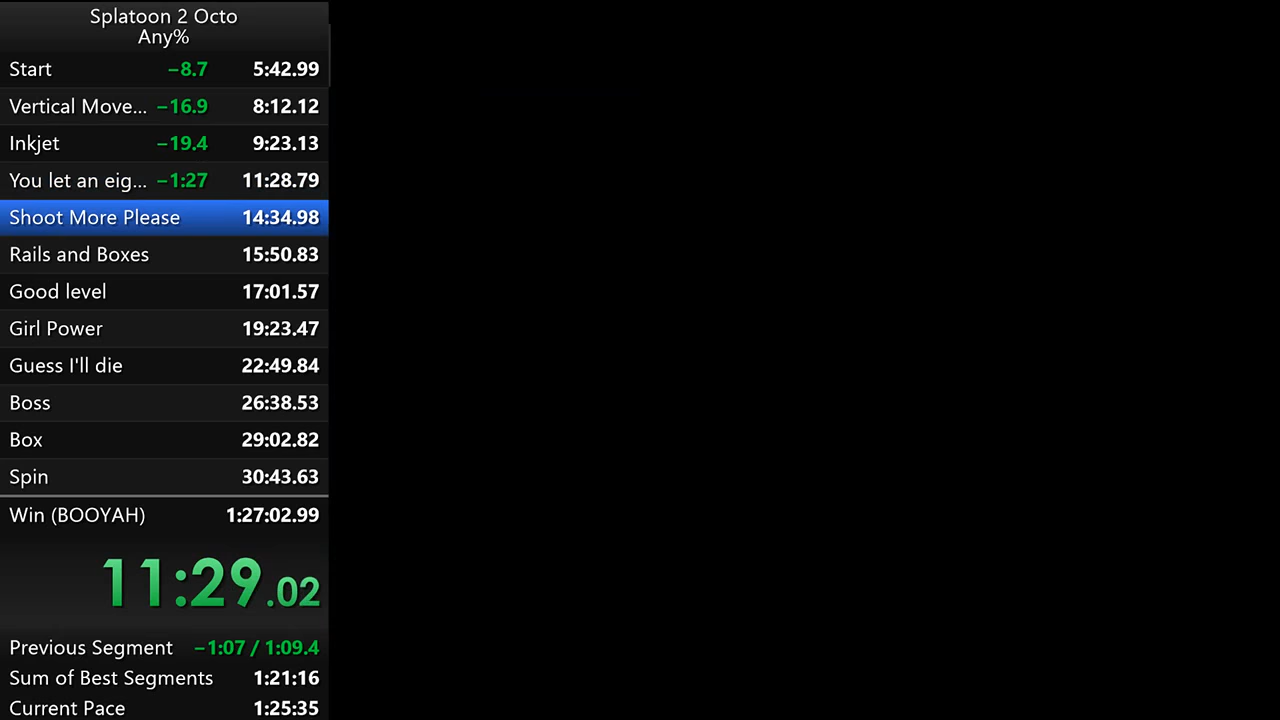 Splatoon 2 Octo
Any%
Start −8.7 5:42.99
Vertical Move... −16.9 8:12.12
Inkjet −19.4 9:23.13
You let an eig... −1:27 11:28.79
Shoot More Please 14:34.98
Rails and Boxes 15:50.83
Good level 17:01.57
Girl Power 19:23.47
Guess I'll die 22:49.84
Boss 26:38.53
Box 29:02.82
Spin 30:43.63
Win (BOOYAH) 1:27:02.99
11:29.02
Previous Segment −1:07 / 1:09.4
Sum of Best Segments 1:21:16
Current Pace 1:25:35